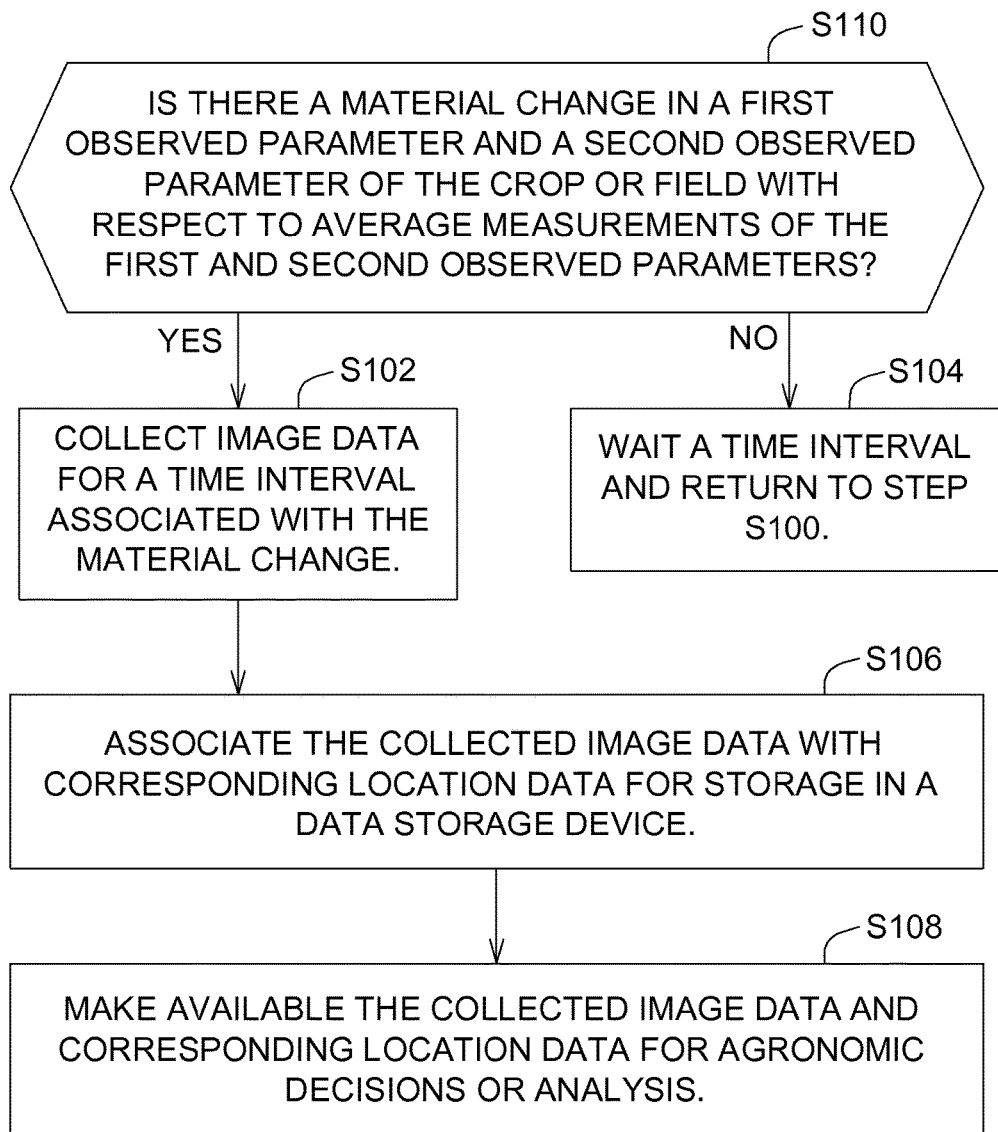 S110
IS THERE A MATERIAL CHANGE IN A FIRST
OBSERVED PARAMETER AND A SECOND OBSERVED
PARAMETER OF THE CROP OR FIELD WITH
RESPECT TO AVERAGE MEASUREMENTS OF THE
FIRST AND SECOND OBSERVED PARAMETERS?
YES
NO
S102
COLLECT IMAGE DATA
FOR A TIME INTERVAL
ASSOCIATED WITH THE
MATERIAL CHANGE.
S104
WAIT A TIME INTERVAL
AND RETURN TO STEP
S100.
S106
ASSOCIATE THE COLLECTED IMAGE DATA WITH
CORRESPONDING LOCATION DATA FOR STORAGE IN A
DATA STORAGE DEVICE.
S108
MAKE AVAILABLE THE COLLECTED IMAGE DATA AND
CORRESPONDING LOCATION DATA FOR AGRONOMIC
DECISIONS OR ANALYSIS.